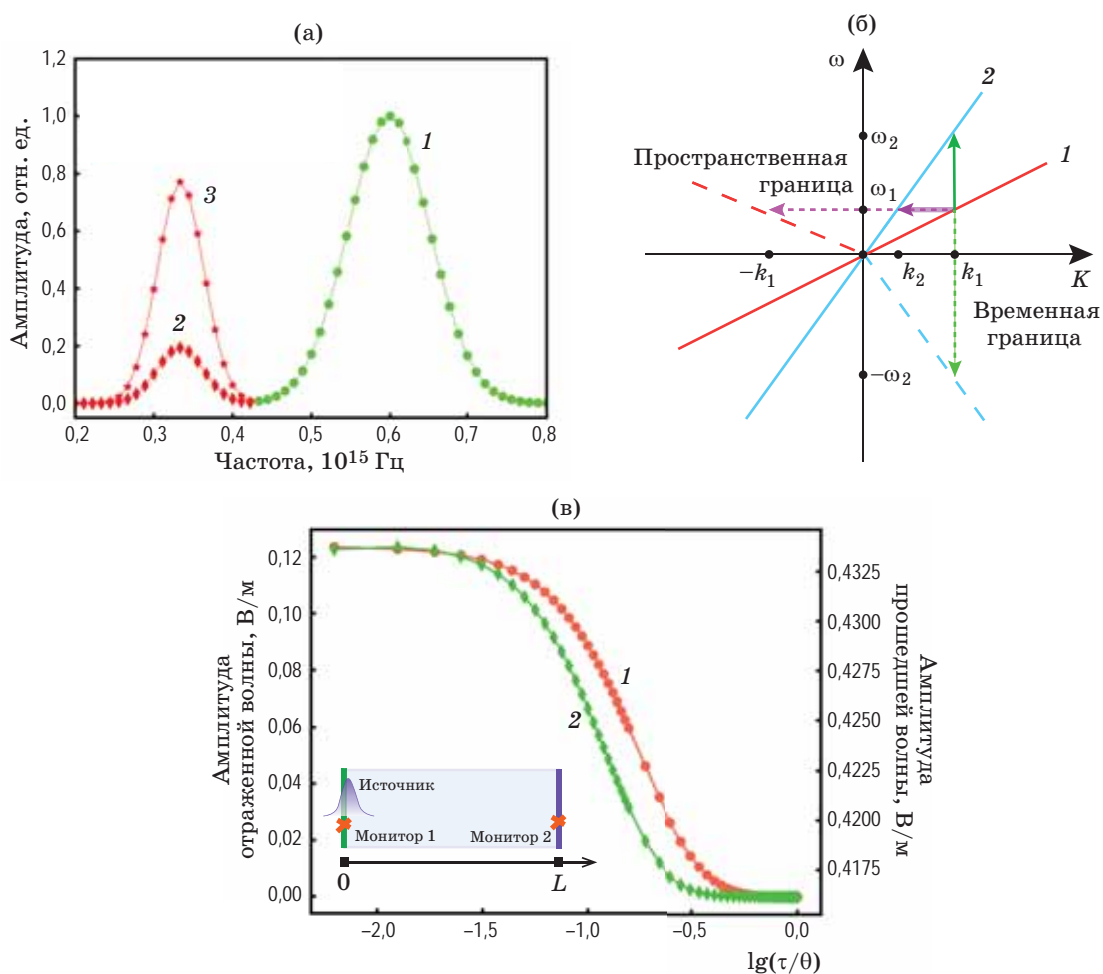 (а)
1,2
1,0
0,8
0,6
0,4
0,2
0,0
Амплитуда, отн. ед.
1
2
3
0,2 0,3 0,4 0,5 0,6 0,7 0,8
Частота, 10¹⁵ Гц
(б)
ω
2
1
ω₂
Пространственная
граница
ω₁
–k₁
k₂
k₁
K
Временная
граница
–ω₂
(в)
Амплитуда
отраженной волны, В/м
0,12
0,10
0,08
0,06
0,04
0,02
0,00
1
2
Источник
Монитор 1
Монитор 2
0
L
–2,0 –1,5 –1,0 –0,5 0,0
lg(τ/θ)
0,4325
0,4300
0,4275
0,4250
0,4225
0,4200
0,4175
Амплитуда
прошедшей волны, В/м